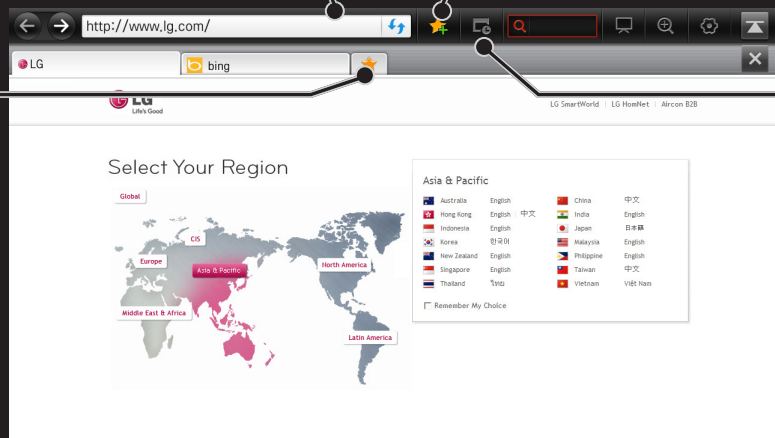 http://www.lg.com/
LG
bing
LG
Life's Good
LG SmartWorld | LG HomNet | Aircon B2B
Select Your Region
Global
CIS
Europe
Asia & Pacific
North America
Middle East & Africa
Latin America
Asia & Pacific
Australia English China 中文
Hong Kong English | 中文 India English
Indonesia English Japan 日本語
Korea 한국어 Malaysia English
New Zealand English Philippine English
Singapore English Taiwan 中文
Thailand ไทย Vietnam Việt Nam
Remember My Choice